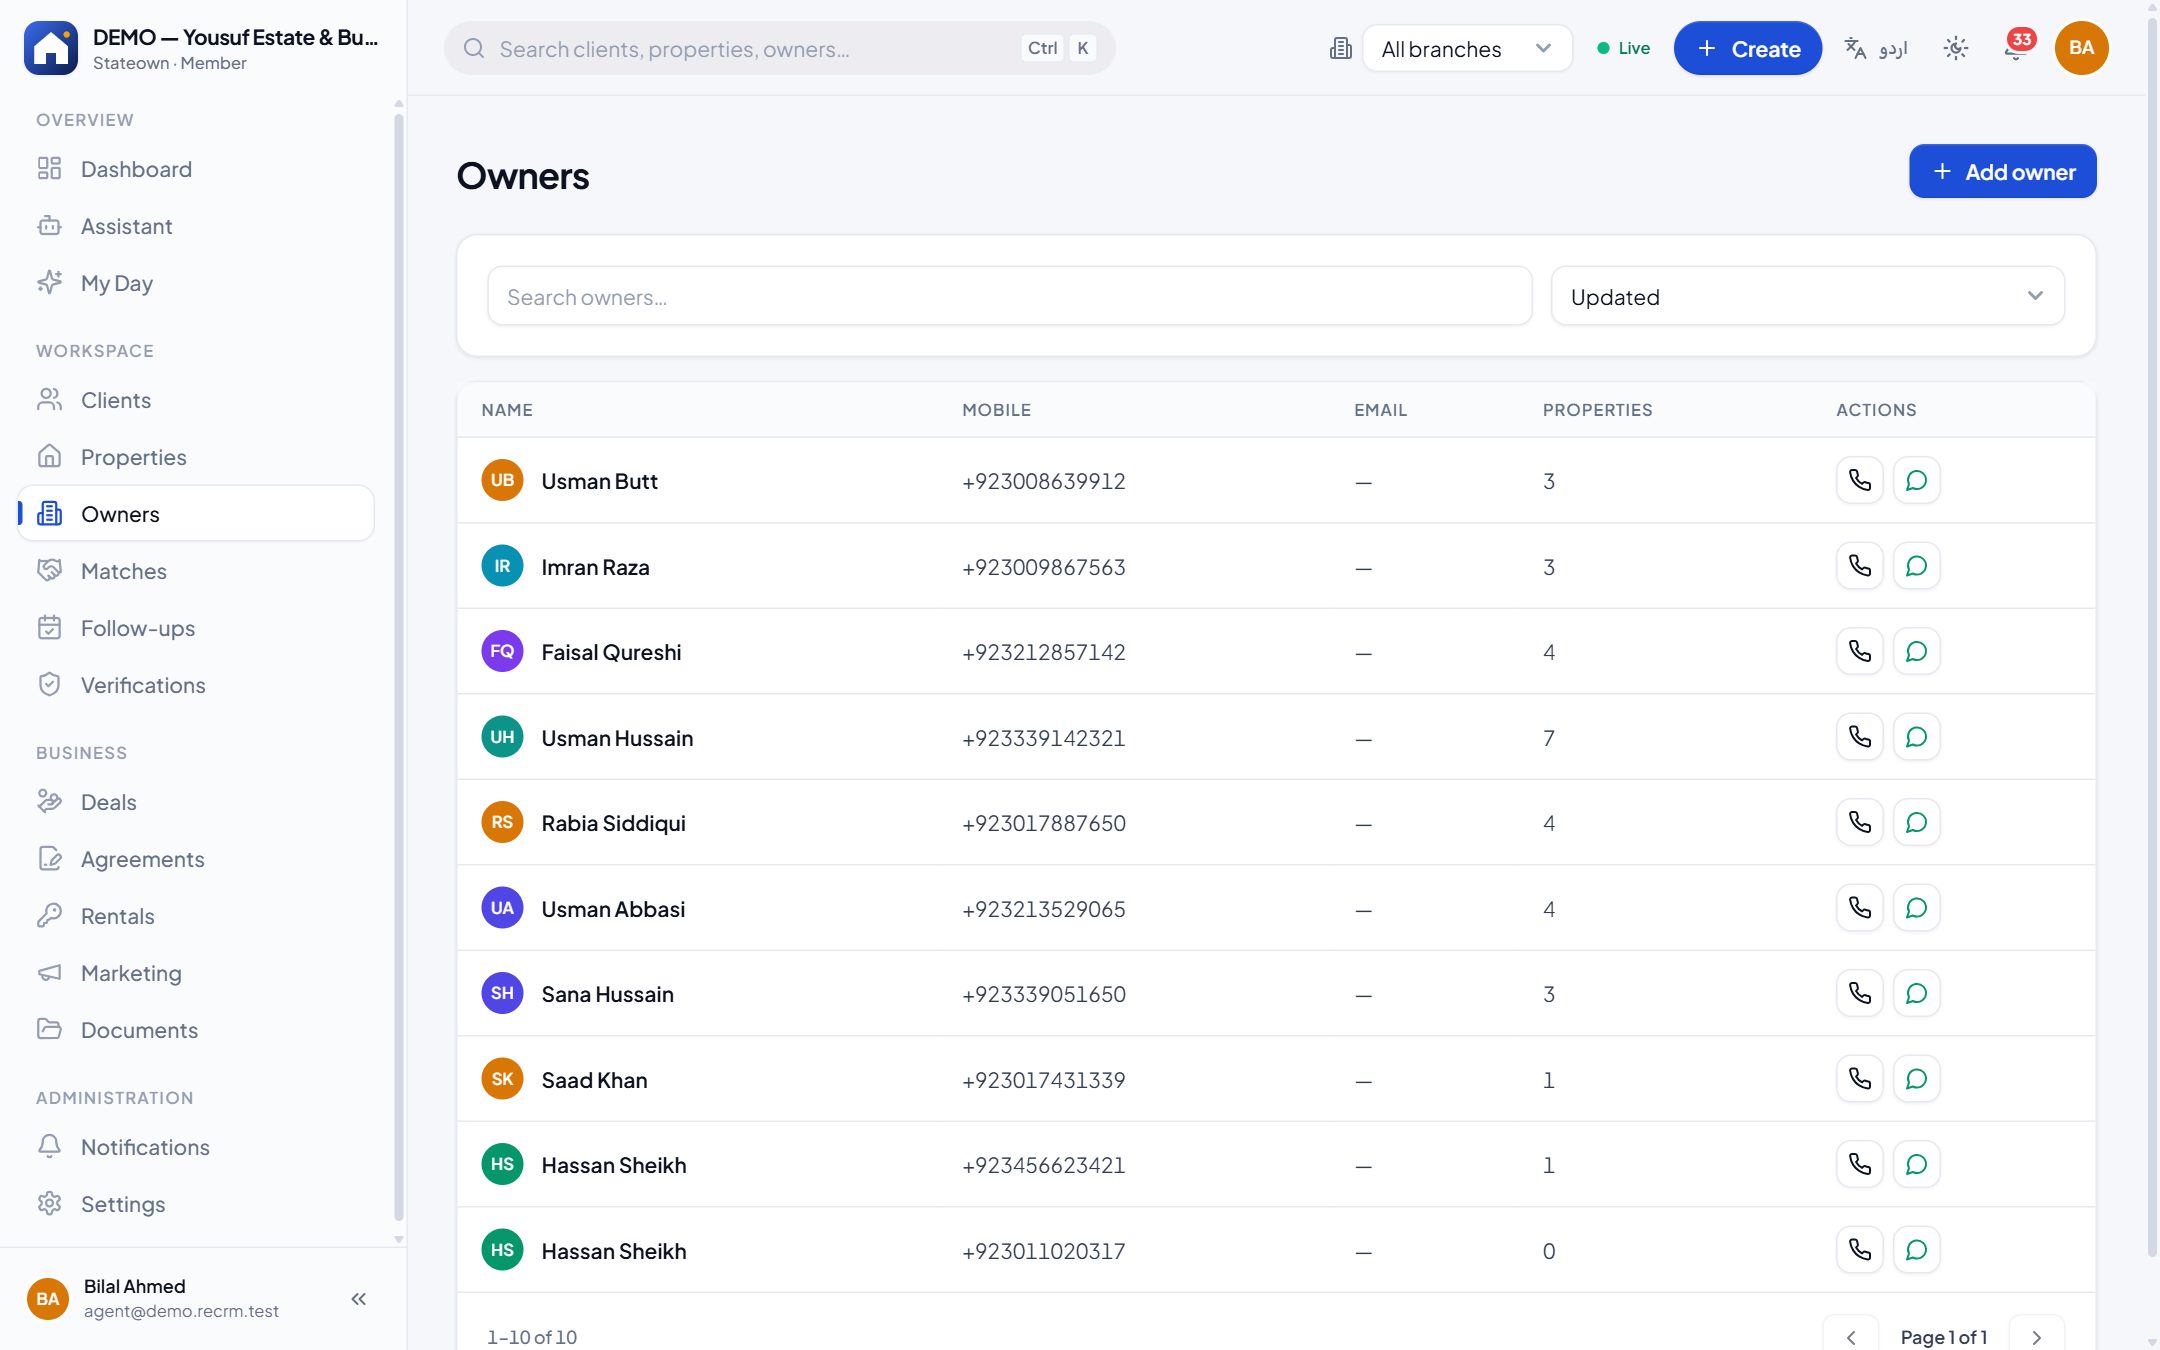 DEMO — Yousuf Estate & Bu...
Stateown · Member
OVERVIEW
Dashboard
Assistant
My Day
WORKSPACE
Clients
Properties
Owners
Matches
Follow-ups
Verifications
BUSINESS
Deals
Agreements
Rentals
Marketing
Documents
ADMINISTRATION
Notifications
Settings
BA
Bilal Ahmed
agent@demo.recrm.test
Search clients, properties, owners...
Ctrl K
All branches
Live
+ Create
اردو
33
BA
Owners
+ Add owner
Search owners...
Updated
NAME MOBILE EMAIL PROPERTIES ACTIONS
UB Usman Butt +923008639912 — 3
IR Imran Raza +923009867563 — 3
FQ Faisal Qureshi +923212857142 — 4
UH Usman Hussain +923339142321 — 7
RS Rabia Siddiqui +923017887650 — 4
UA Usman Abbasi +923213529065 — 4
SH Sana Hussain +923339051650 — 3
SK Saad Khan +923017431339 — 1
HS Hassan Sheikh +923456623421 — 1
HS Hassan Sheikh +923011020317 — 0
1–10 of 10
Page 1 of 1